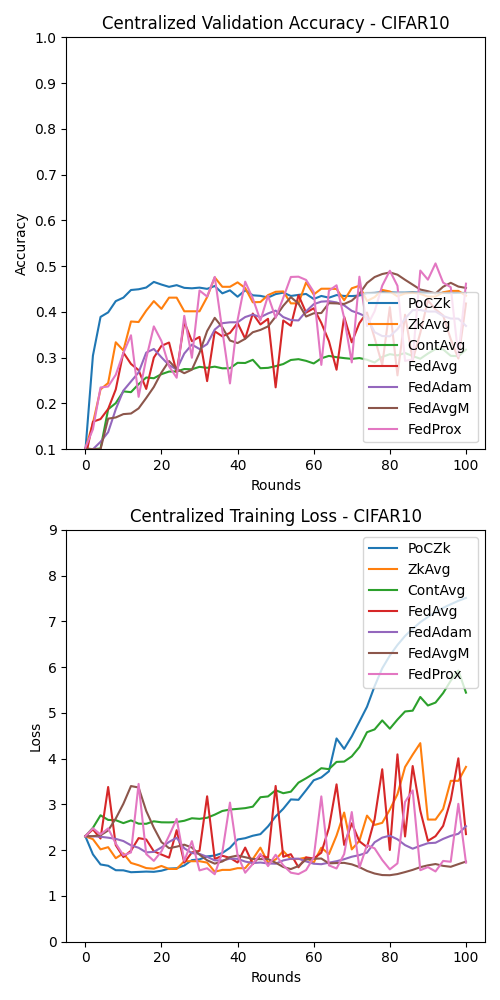 Centralized Validation Accuracy - CIFAR10
1.0
0.9
0.8
0.7
0.6
0.5
0.4
0.3
0.2
0.1
Accuracy
PoCZk
ZkAvg
ContAvg
FedAvg
FedAdam
FedAvgM
FedProx
0 20 40 60 80 100
Rounds
Centralized Training Loss - CIFAR10
9
8
7
6
5
4
3
2
1
0
Loss
PoCZk
ZkAvg
ContAvg
FedAvg
FedAdam
FedAvgM
FedProx
0 20 40 60 80 100
Rounds